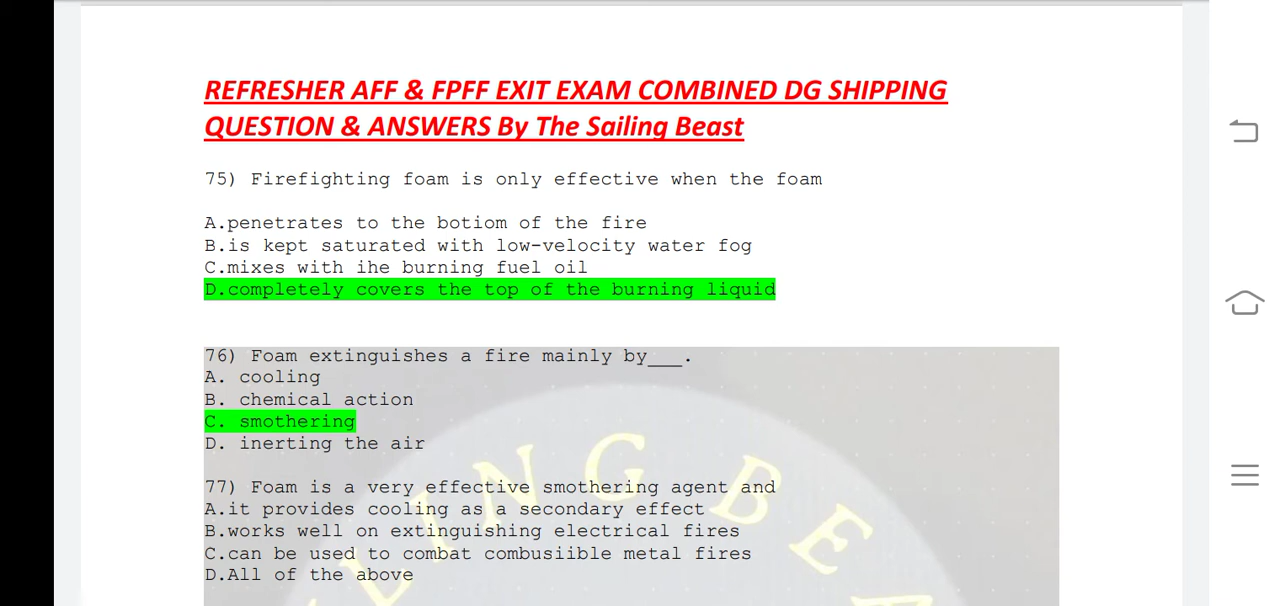 REFRESHER AFF & FPFF EXIT EXAM COMBINED DG SHIPPING
QUESTION & ANSWERS By The Sailing Beast
75) Firefighting foam is only effective when the foam
A.penetrates to the botiom of the fire
B.is kept saturated with low-velocity water fog
C.mixes with ihe burning fuel oil
D.completely covers the top of the burning liquid
76) Foam extinguishes a fire mainly by___.
A. cooling
B. chemical action
C. smothering
D. inerting the air
77) Foam is a very effective smothering agent and
A.it provides cooling as a secondary effect
B.works well on extinguishing electrical fires
C.can be used to combat combusiible metal fires
D.All of the above
LING BEA